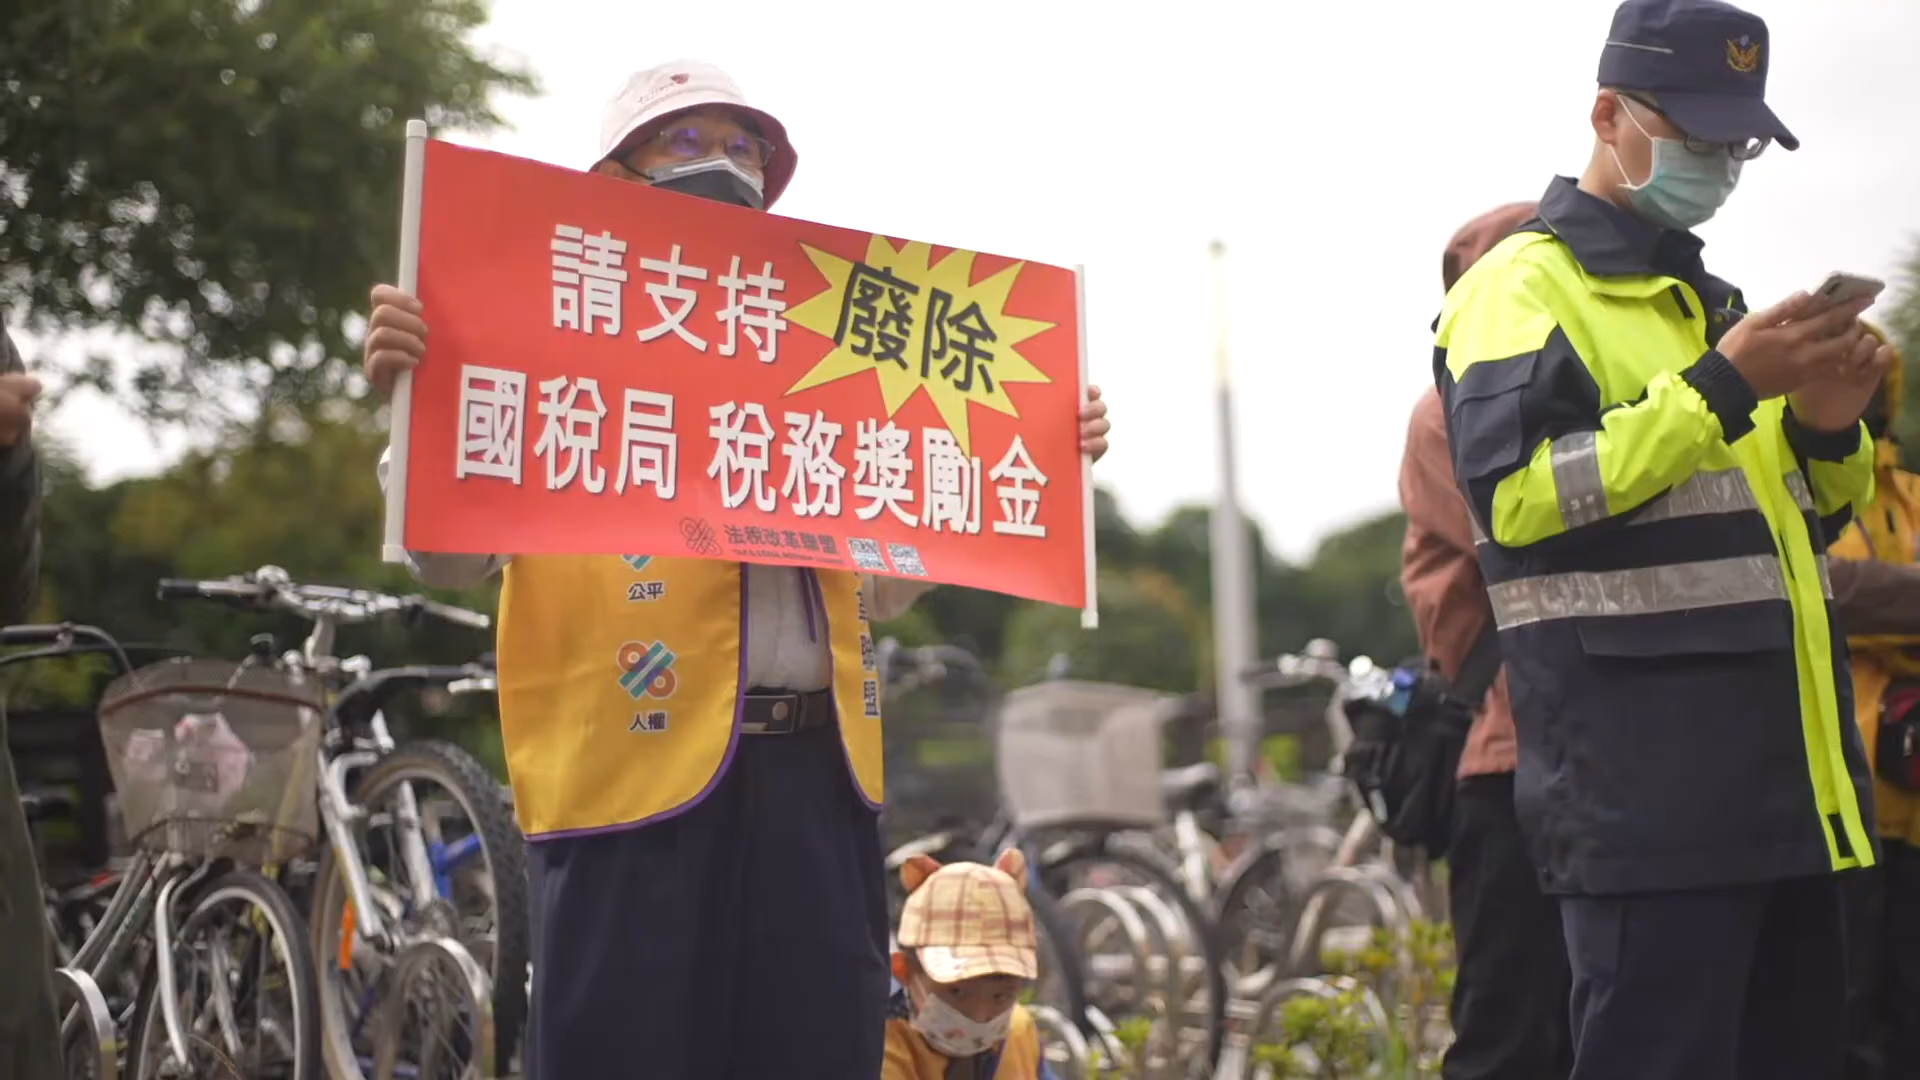 請支持 廢除
國稅局 稅務獎勵金
法稅改革聯盟
公平
人權